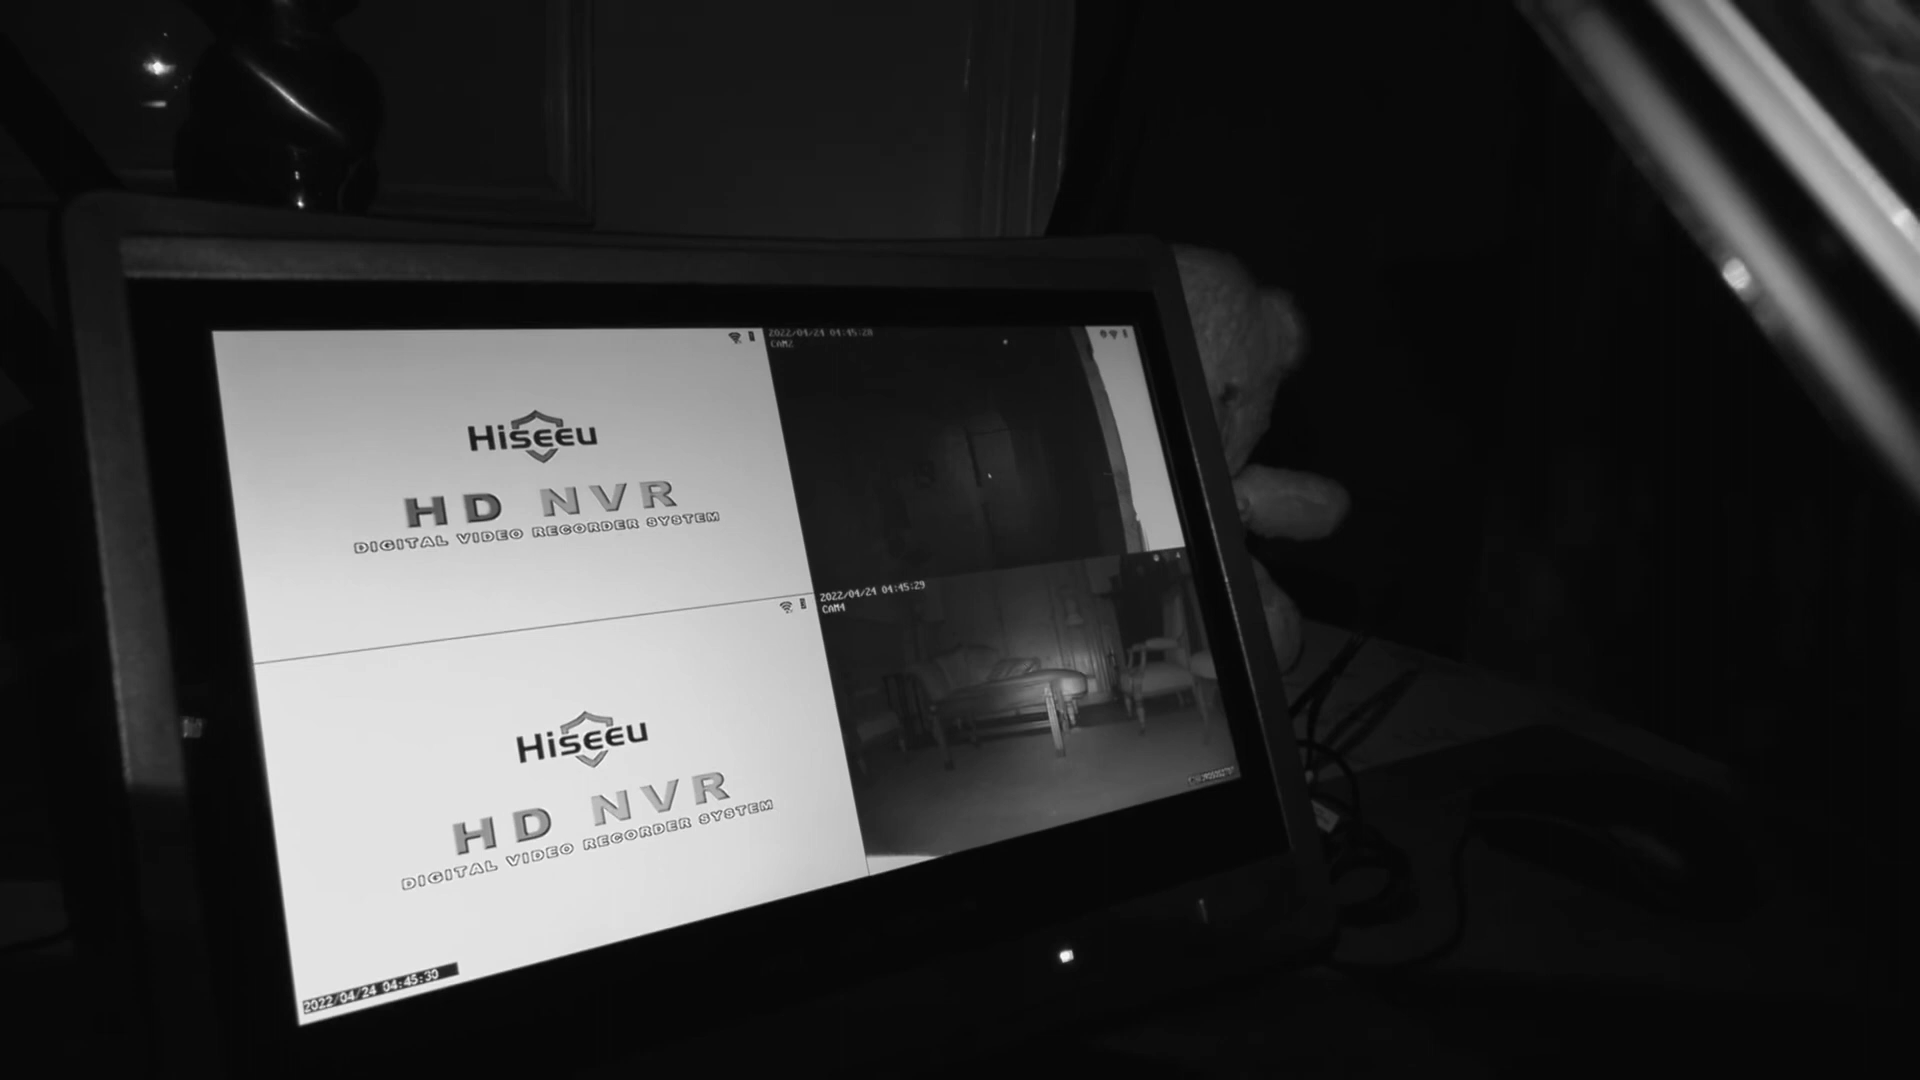 Hiseeu
HD NVR
DIGITAL VIDEO RECORDER SYSTEM
2022/04/24 04:45:28
CAM2
Hiseeu
HD NVR
DIGITAL VIDEO RECORDER SYSTEM
2022/04/24 04:45:30
2022/04/24 04:45:29
CAM4